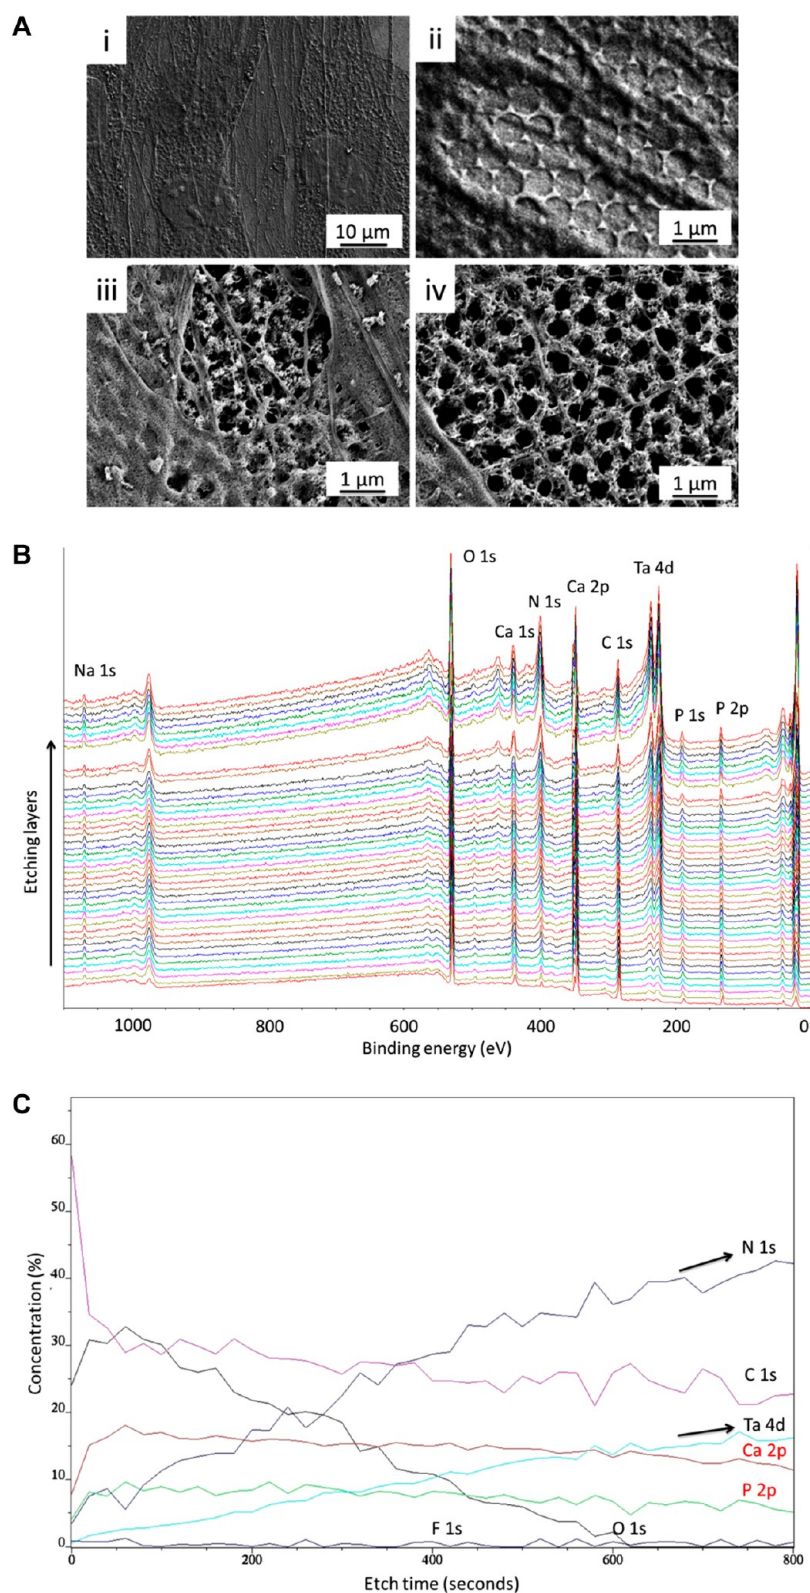 A
i
ii
10 µm
1 µm
iii
iv
1 µm
1 µm
B
O 1s
Ta 4d
Ca 2p
N 1s
Ca 1s
C 1s
Na 1s
P 1s
P 2p
Etching layers
1000
800
600
400
200
0
Binding energy (eV)
C
60
50
40
30
20
10
0
Concentration (%)
N 1s
C 1s
Ta 4d
Ca 2p
P 2p
F 1s
O 1s
0
200
400
600
800
Etch time (seconds)